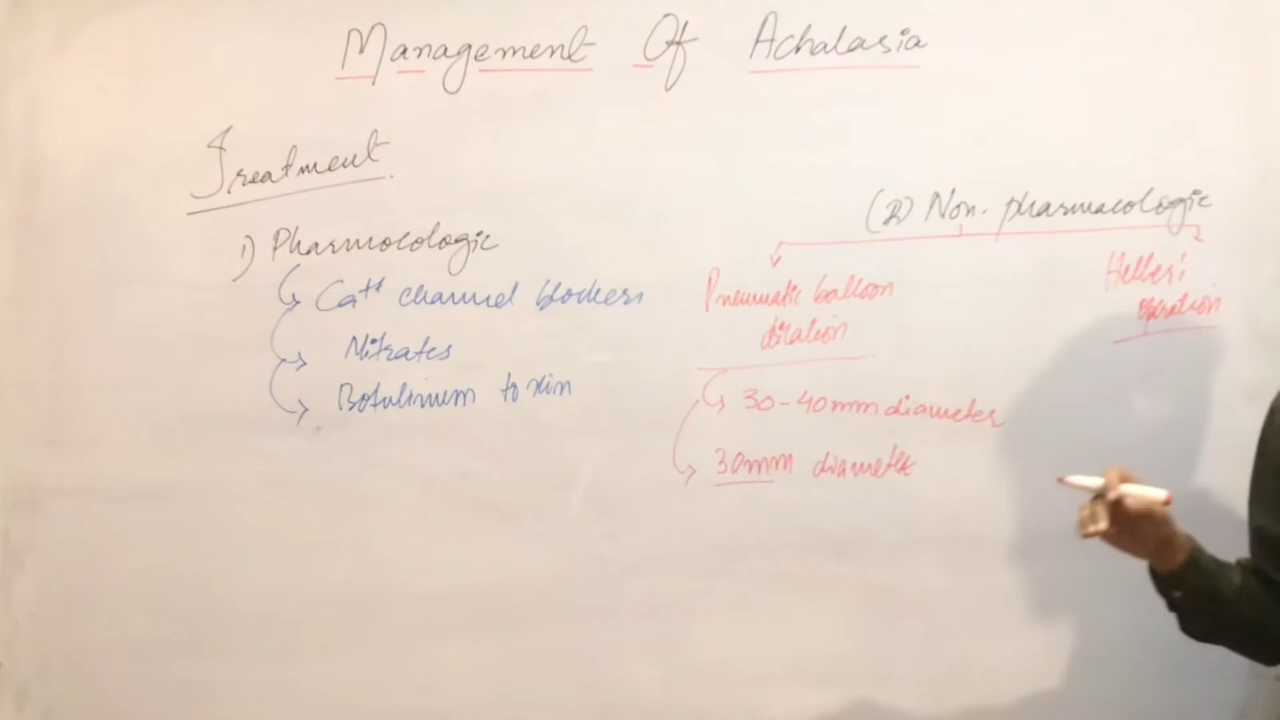 Management Of Achalasia
Treatment
1) Pharmocologic
Ca++ channel blockers
Nitrates
Botulinium toxin
(2) Non-pharmacologic
Pneumatic balloon
dilation
30-40mm diameter
30mm diameter
Heller's
operation